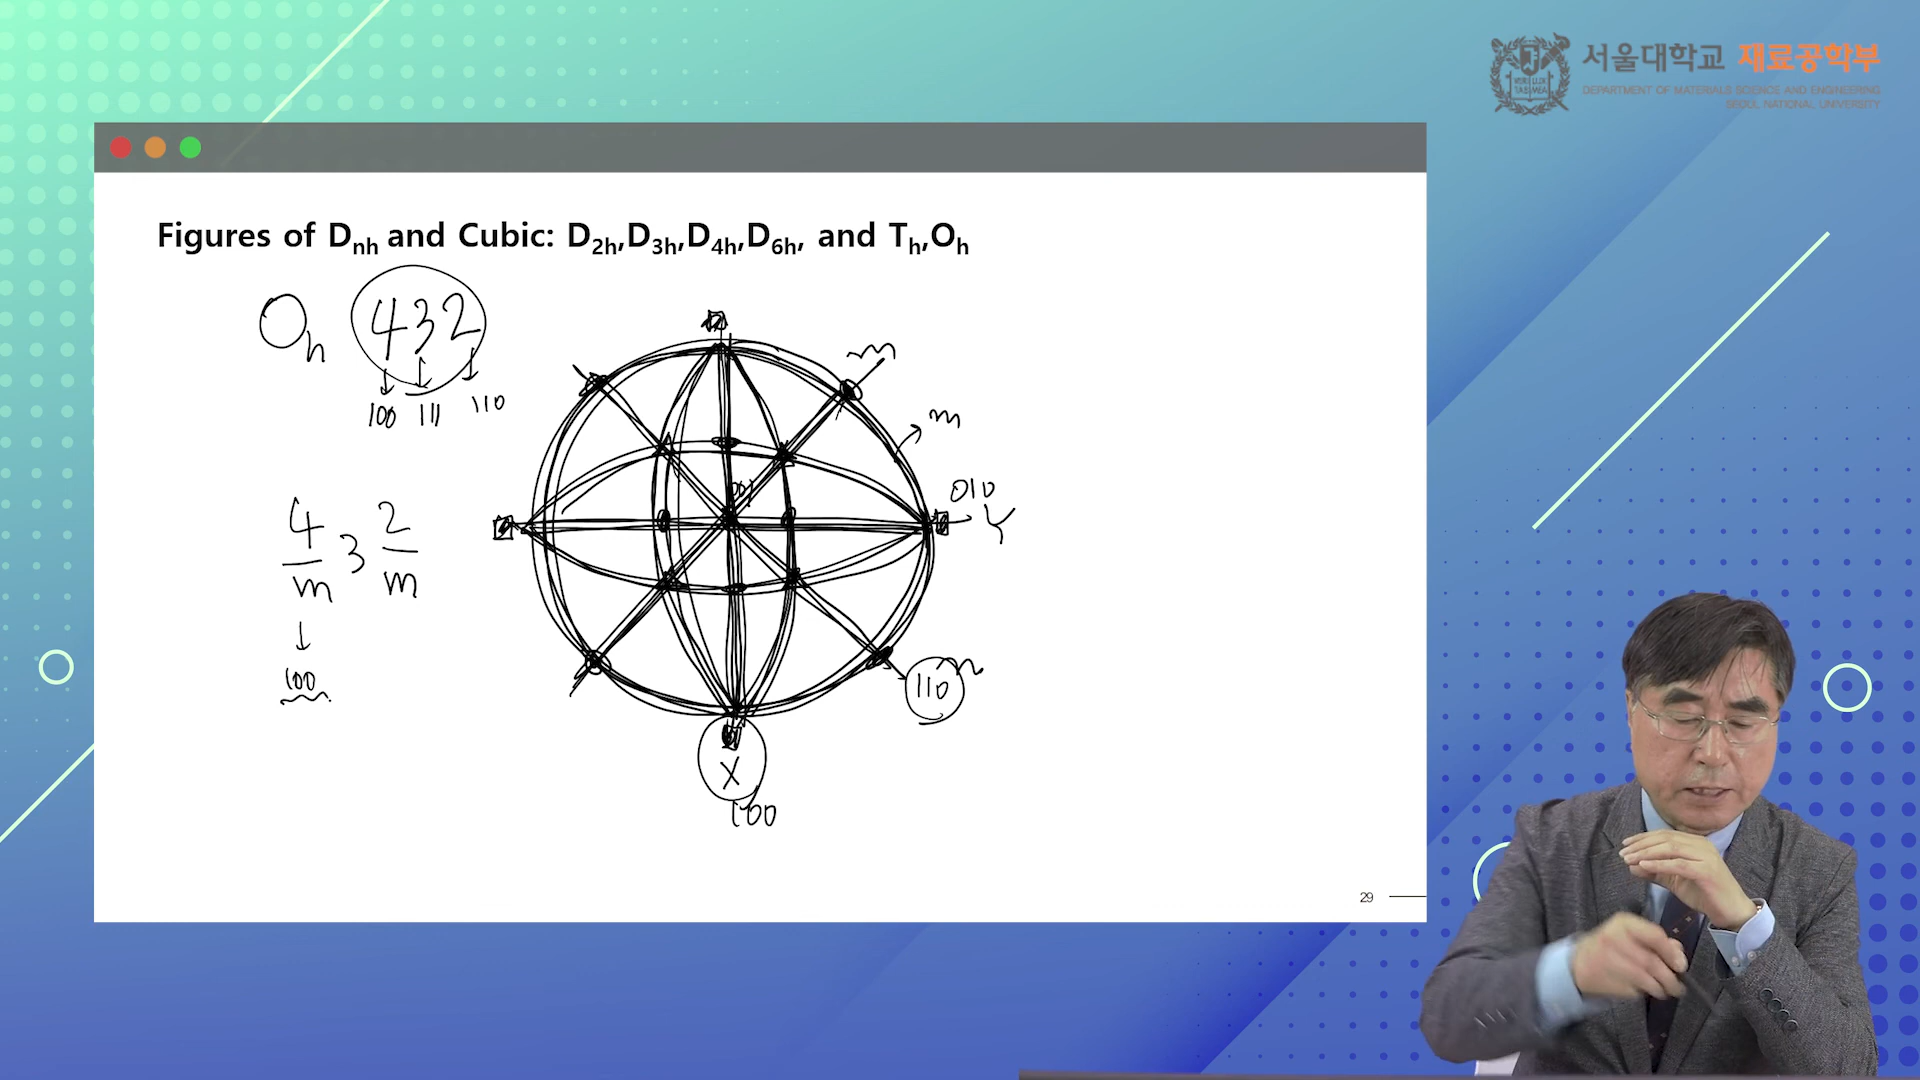 서울대학교 재료공학부
DEPARTMENT OF MATERIALS SCIENCE AND ENGINEERING
SEOUL NATIONAL UNIVERSITY
Figures of Dnh and Cubic: D2h,D3h,D4h,D6h, and Th,Oh
Oh 432
100 111 110
m
m
001
010
Y
4/m 3 2/m
100
m
110
X
100
29